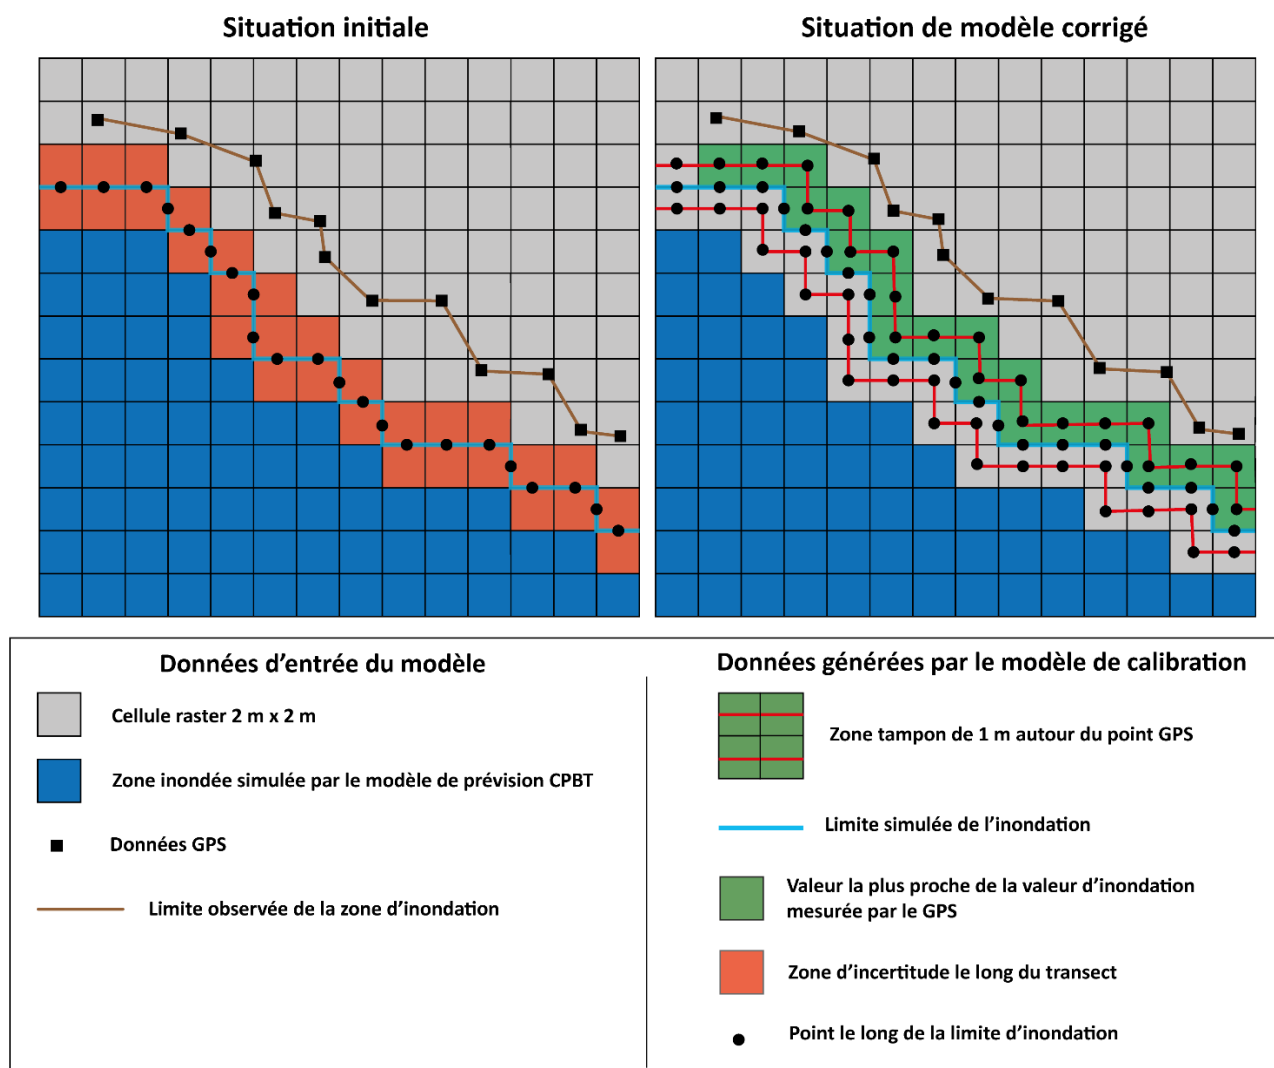 Situation initiale
Situation de modèle corrigé
Données d'entrée du modèle
Cellule raster 2 m x 2 m
Zone inondée simulée par le modèle de prévision CPBT
Données GPS
Limite observée de la zone d'inondation
Données générées par le modèle de calibration
Zone tampon de 1 m autour du point GPS
Limite simulée de l'inondation
Valeur la plus proche de la valeur d'inondation
mesurée par le GPS
Zone d'incertitude le long du transect
Point le long de la limite d'inondation